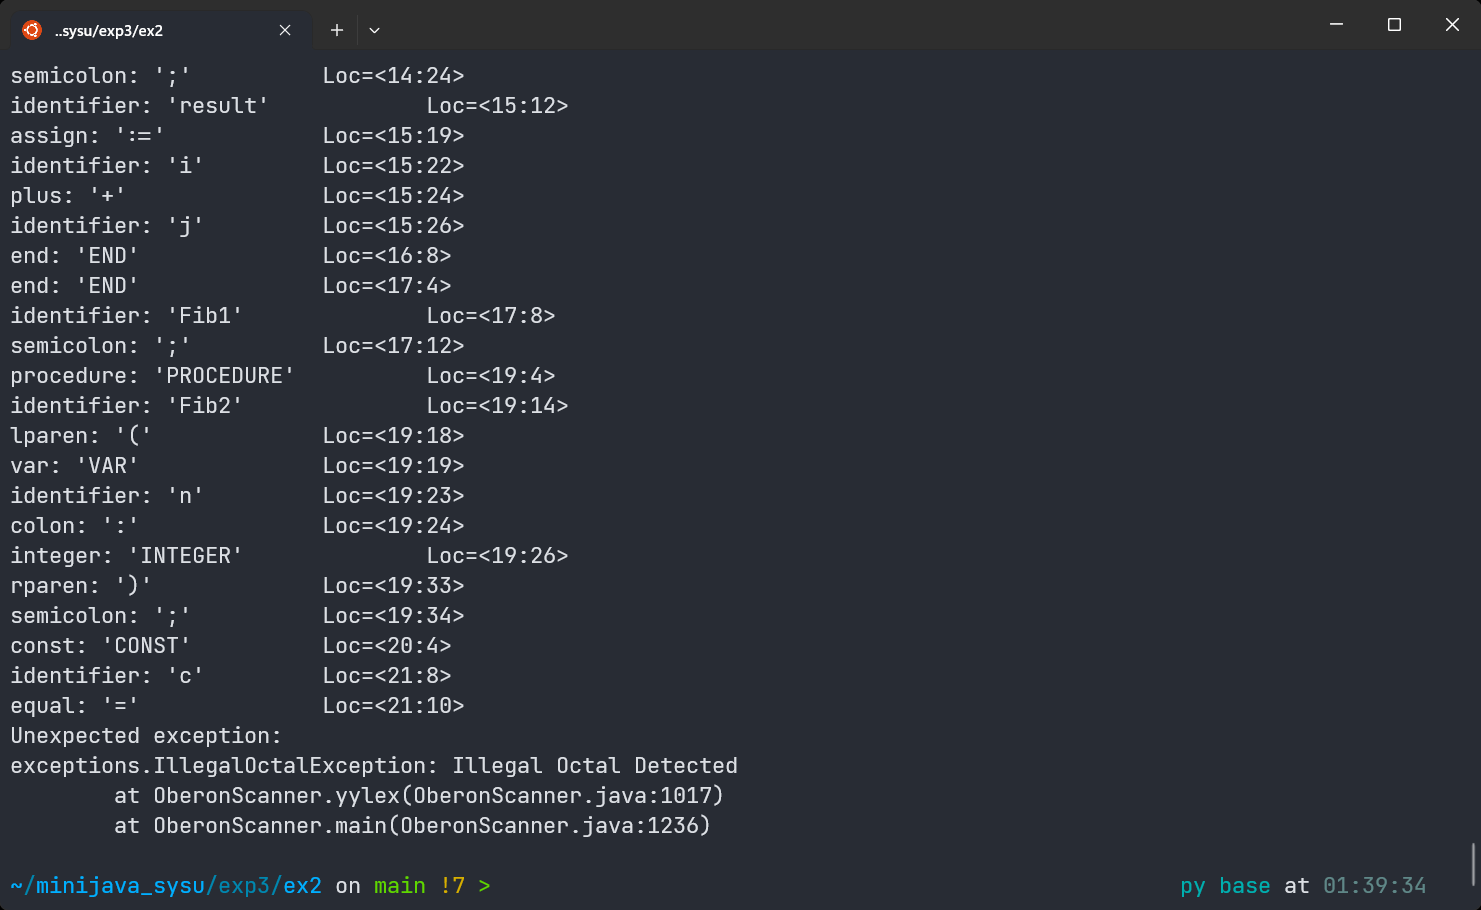 ..sysu/exp3/ex2
semicolon: ';' Loc=<14:24>
identifier: 'result' Loc=<15:12>
assign: ':=' Loc=<15:19>
identifier: 'i' Loc=<15:22>
plus: '+' Loc=<15:24>
identifier: 'j' Loc=<15:26>
end: 'END' Loc=<16:8>
end: 'END' Loc=<17:4>
identifier: 'Fib1' Loc=<17:8>
semicolon: ';' Loc=<17:12>
procedure: 'PROCEDURE' Loc=<19:4>
identifier: 'Fib2' Loc=<19:14>
lparen: '(' Loc=<19:18>
var: 'VAR' Loc=<19:19>
identifier: 'n' Loc=<19:23>
colon: ':' Loc=<19:24>
integer: 'INTEGER' Loc=<19:26>
rparen: ')' Loc=<19:33>
semicolon: ';' Loc=<19:34>
const: 'CONST' Loc=<20:4>
identifier: 'c' Loc=<21:8>
equal: '=' Loc=<21:10>
Unexpected exception:
exceptions.IllegalOctalException: Illegal Octal Detected
at OberonScanner.yylex(OberonScanner.java:1017)
at OberonScanner.main(OberonScanner.java:1236)
~/minijava_sysu/exp3/ex2 on main !7 > py base at 01:39:34